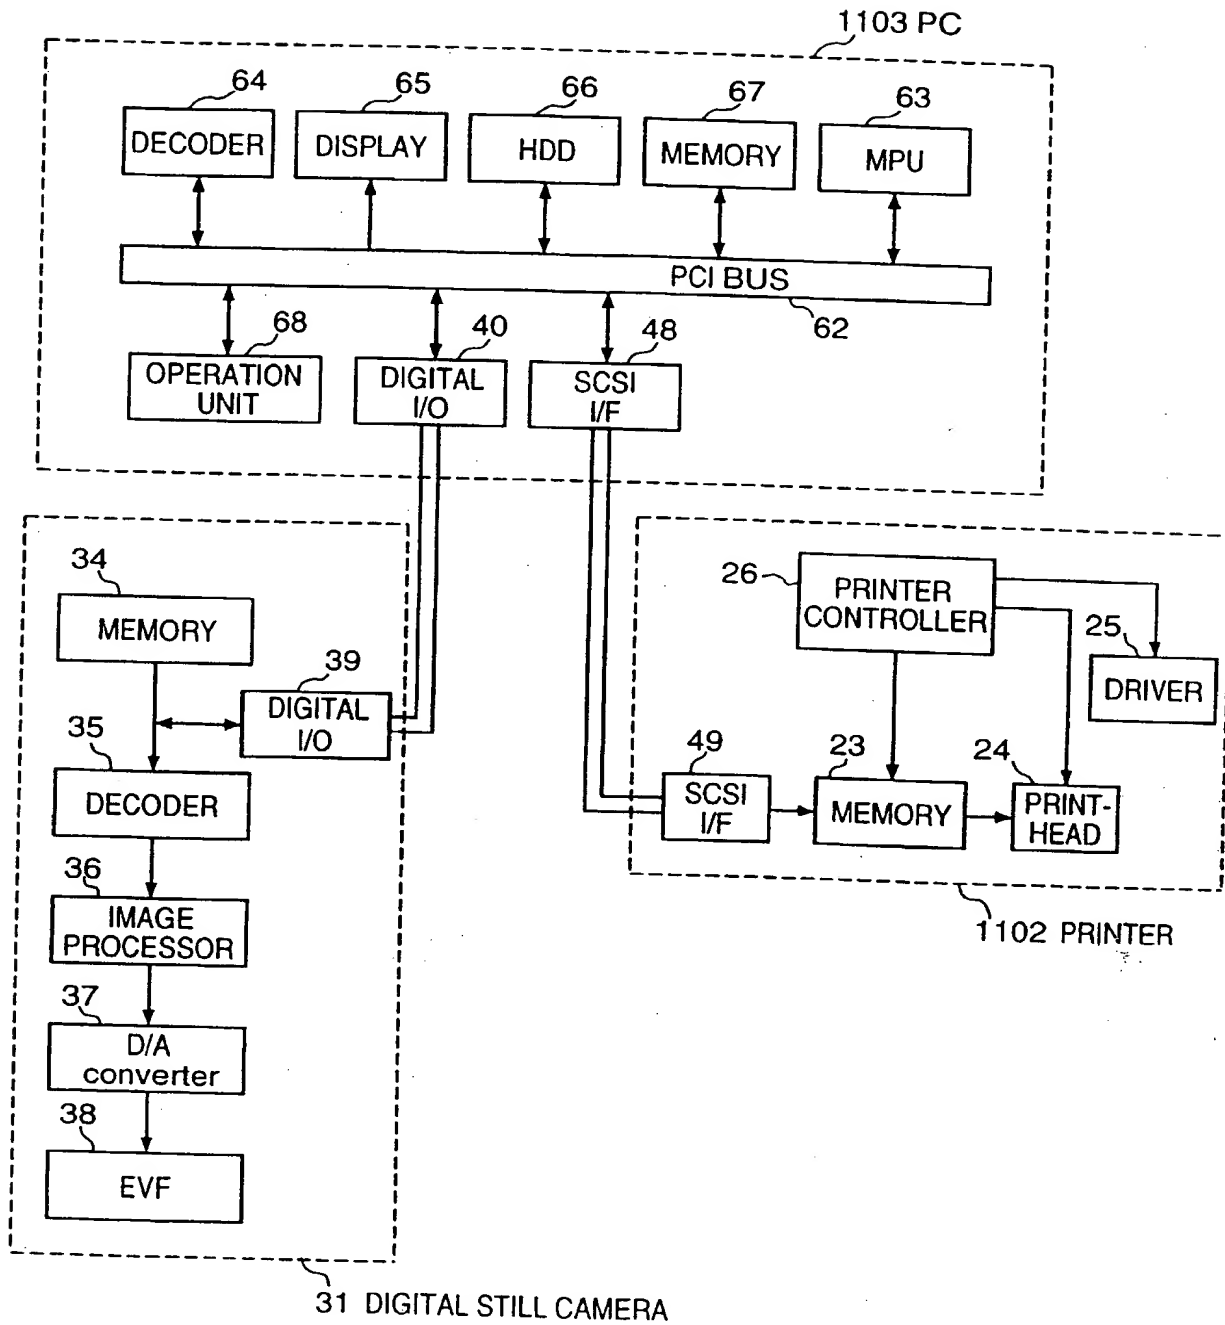 1103 PC
64
65
66
67
63
DECODER
DISPLAY
HDD
MEMORY
MPU
PCI BUS
62
68
40
48
OPERATION
UNIT
DIGITAL
I/O
SCSI
I/F
34
MEMORY
39
DIGITAL
I/O
35
DECODER
36
IMAGE
PROCESSOR
37
D/A
converter
38
EVF
31 DIGITAL STILL CAMERA
26
PRINTER
CONTROLLER
25
DRIVER
49
SCSI
I/F
23
MEMORY
24
PRINT-
HEAD
1102 PRINTER